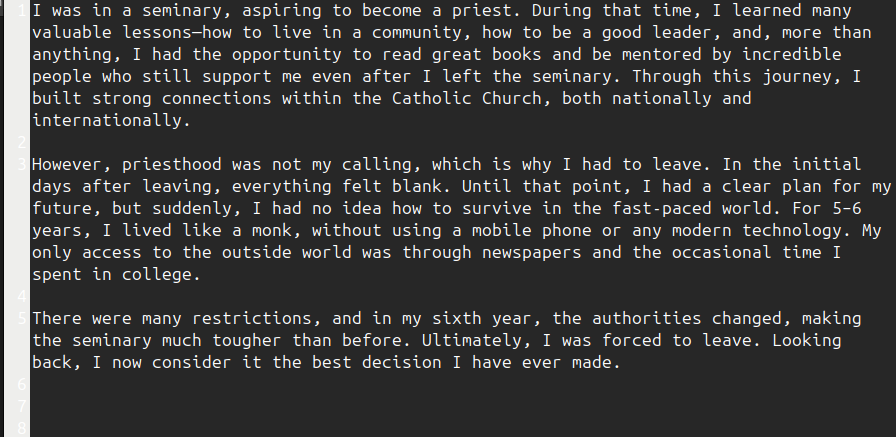 1 I was in a seminary, aspiring to become a priest. During that time, I learned many
valuable lessons—how to live in a community, how to be a good leader, and, more than
anything, I had the opportunity to read great books and be mentored by incredible
people who still support me even after I left the seminary. Through this journey, I
built strong connections within the Catholic Church, both nationally and
internationally.
2
3 However, priesthood was not my calling, which is why I had to leave. In the initial
days after leaving, everything felt blank. Until that point, I had a clear plan for my
future, but suddenly, I had no idea how to survive in the fast-paced world. For 5–6
years, I lived like a monk, without using a mobile phone or any modern technology. My
only access to the outside world was through newspapers and the occasional time I
spent in college.
4
5 There were many restrictions, and in my sixth year, the authorities changed, making
the seminary much tougher than before. Ultimately, I was forced to leave. Looking
back, I now consider it the best decision I have ever made.
6
7
8